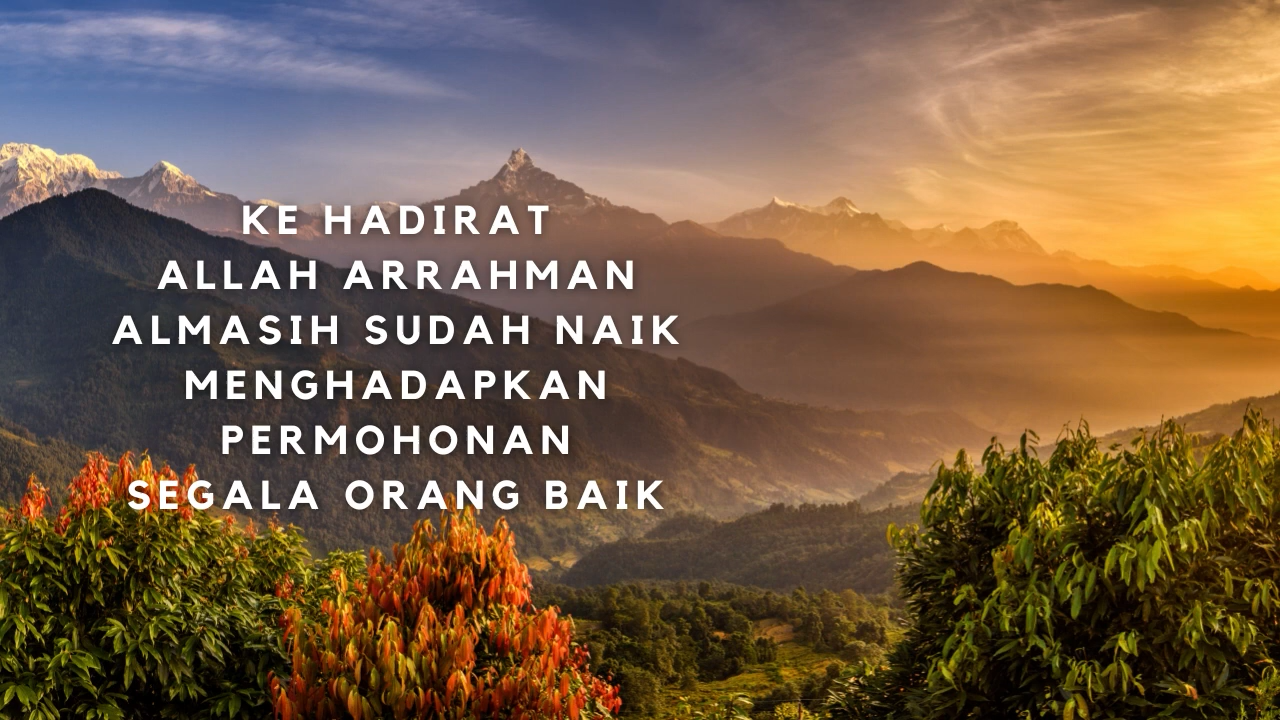 KE HADIRAT
ALLAH ARRAHMAN
ALMASIH SUDAH NAIK
MENGHADAPKAN
PERMOHONAN
SEGALA ORANG BAIK